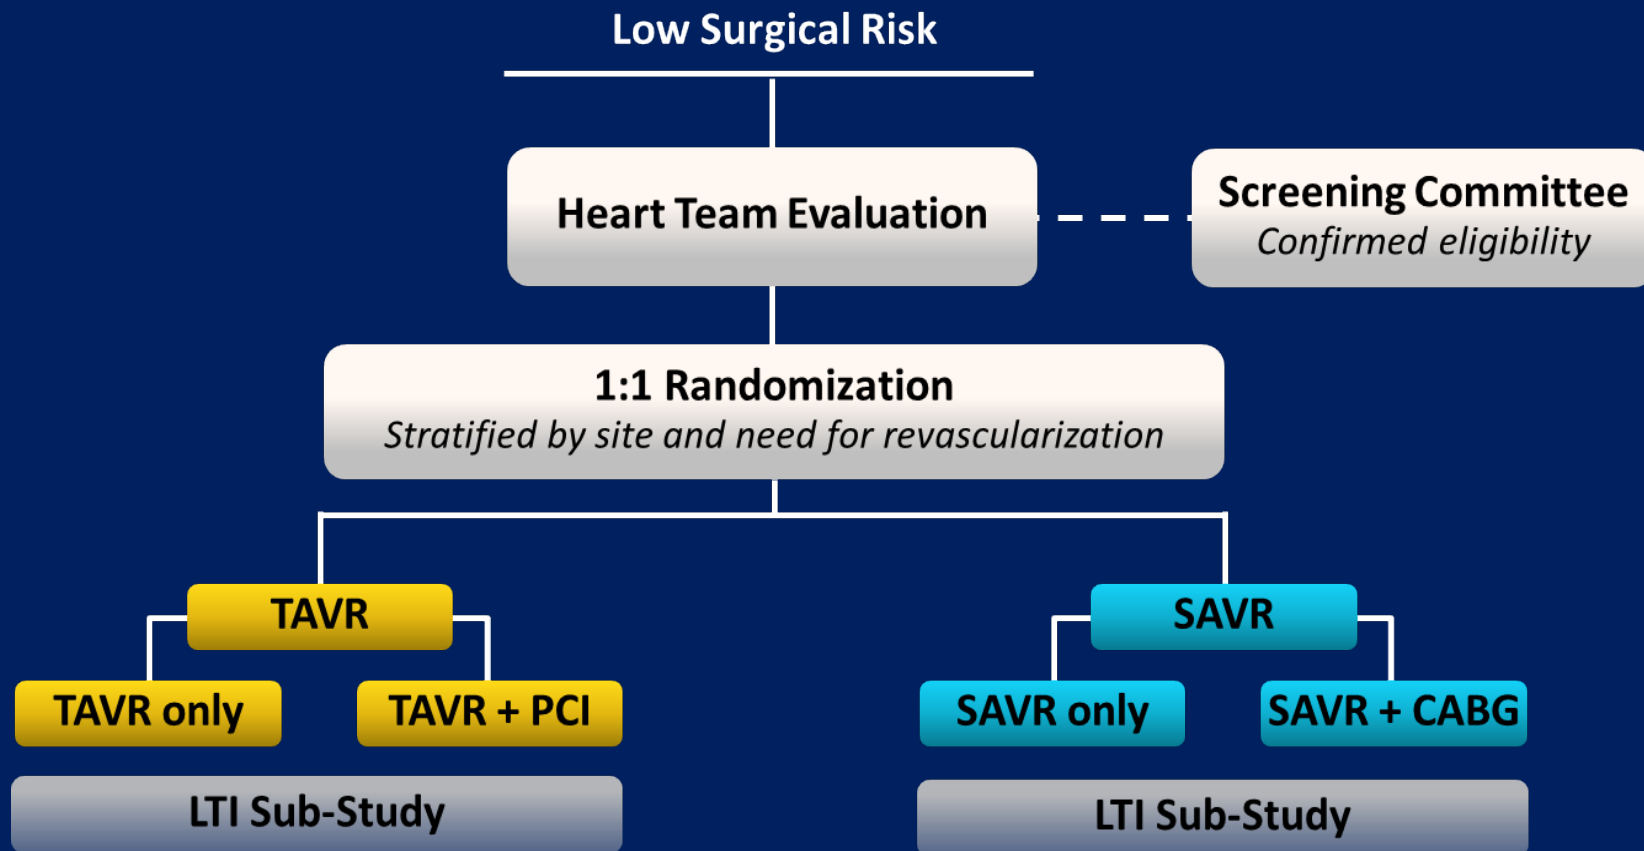 Low Surgical Risk
Heart Team Evaluation
Screening Committee
Confirmed eligibility
1:1 Randomization
Stratified by site and need for revascularization
TAVR
SAVR
TAVR only
TAVR + PCI
SAVR only
SAVR + CABG
LTI Sub-Study
LTI Sub-Study